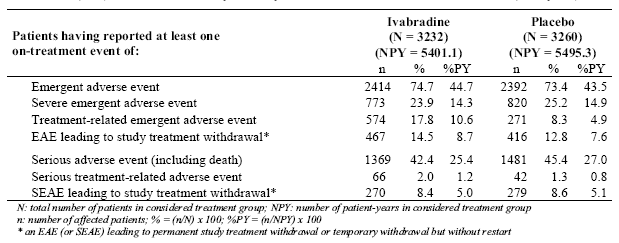 Patients having reported at least one Ivabradine Placebo
on-treatment event of: (N = 3232) (N = 3260)
(NPY = 5401.1) (NPY = 5495.3)
n % %PY n % %PY
Emergent adverse event 2414 74.7 44.7 2392 73.4 43.5
Severe emergent adverse event 773 23.9 14.3 820 25.2 14.9
Treatment-related emergent adverse event 574 17.8 10.6 271 8.3 4.9
EAE leading to study treatment withdrawal* 467 14.5 8.7 416 12.8 7.6
Serious adverse event (including death) 1369 42.4 25.4 1481 45.4 27.0
Serious treatment-related adverse event 66 2.0 1.2 42 1.3 0.8
SEAE leading to study treatment withdrawal* 270 8.4 5.0 279 8.6 5.1
N: total number of patients in considered treatment group; NPY: number of patient-years in considered treatment group
n: number of affected patients; % = (n/N) x 100; %PY = (n/NPY) x 100
* an EAE (or SEAE) leading to permanent study treatment withdrawal or temporary withdrawal but without restart